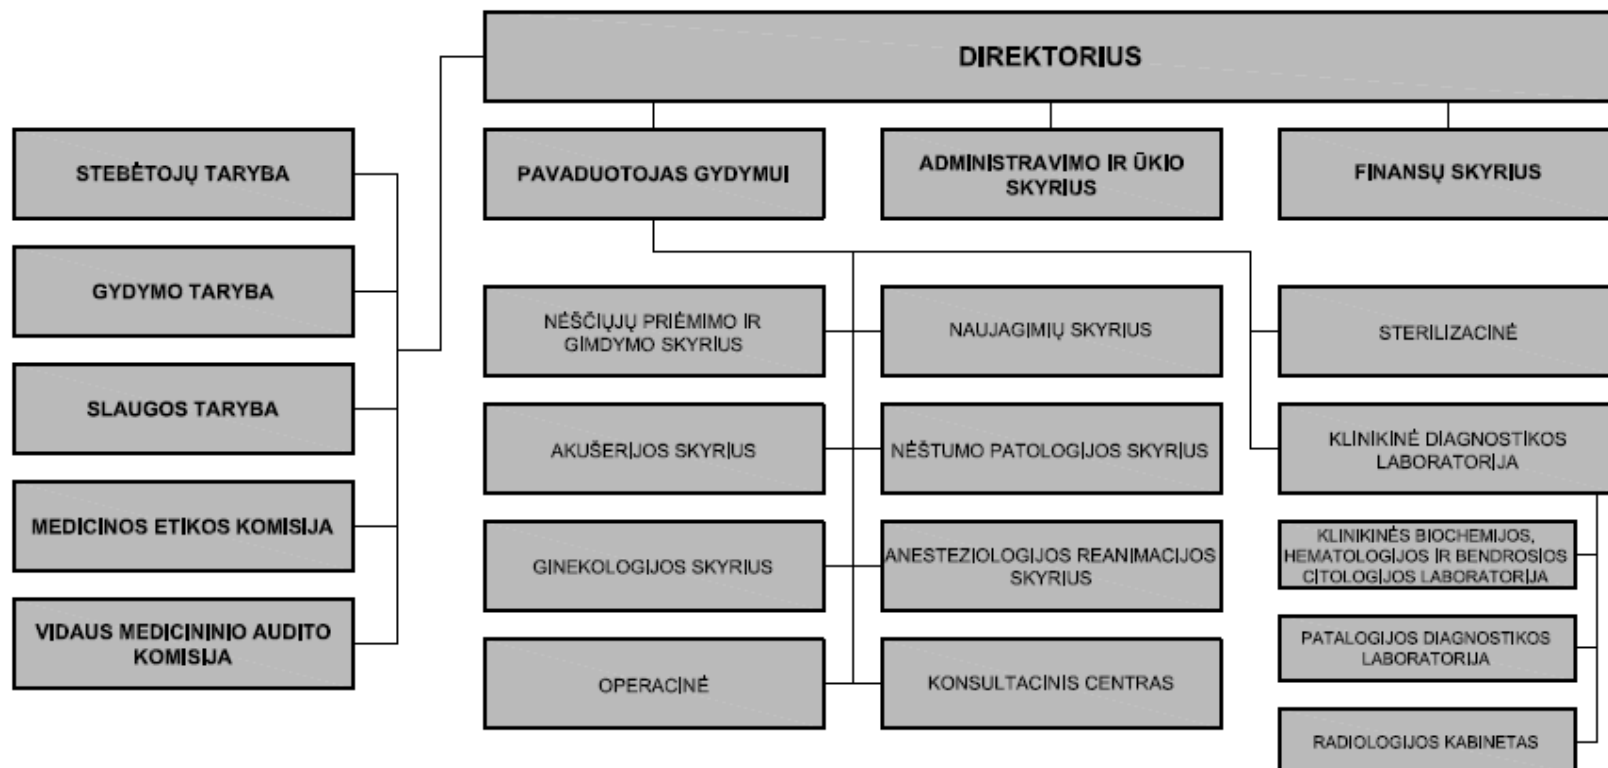 DIREKTORIUS
STEBĖTOJŲ TARYBA
GYDYMO TARYBA
SLAUGOS TARYBA
MEDICINOS ETIKOS KOMISIJA
VIDAUS MEDICININIO AUDITO
KOMISIJA
PAVADUOTOJAS GYDYMUI
ADMINISTRAVIMO IR ŪKIO
SKYRIUS
FINANSŲ SKYRIUS
NĖŠČIŲJŲ PRIĖMIMO IR
GIMDYMO SKYRIUS
NAUJAGIMIŲ SKYRIUS
STERILIZACINĖ
AKUŠERIJOS SKYRIUS
NĖŠTUMO PATOLOGIJOS SKYRIUS
KLINIKINĖ DIAGNOSTIKOS
LABORATORIJA
GINEKOLOGIJOS SKYRIUS
ANESTEZIOLOGIJOS REANIMACIJOS
SKYRIUS
KLINIKINĖS BIOCHEMIJOS,
HEMATOLOGIJOS IR BENDROSIOS
CITOLOGIJOS LABORATORIJA
OPERACINĖ
KONSULTACINIS CENTRAS
PATALOGIJOS DIAGNOSTIKOS
LABORATORIJA
RADIOLOGIJOS KABINETAS